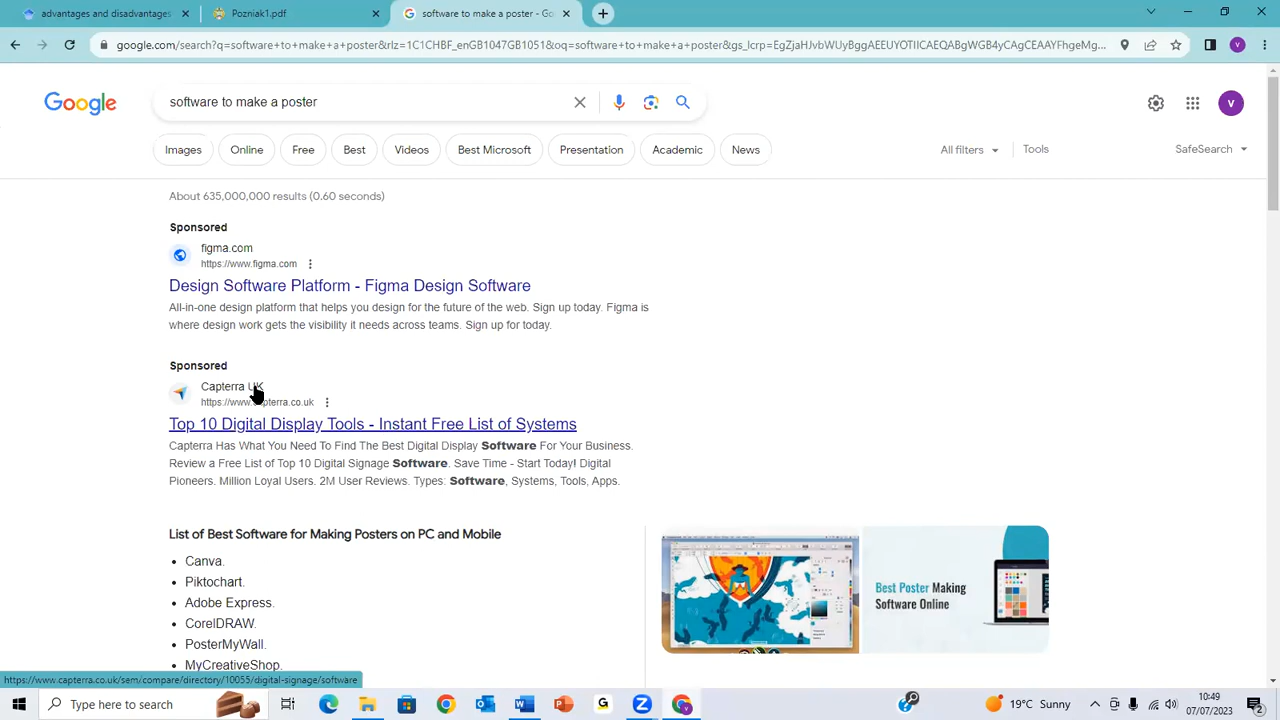 advantages and disadvantages
Pozniak1.pdf
software to make a poster - Go
google.com/search?q=software+to+make+a+poster&rlz=1C1CHBF_enGB1047GB1051&oq=software+to+make+a+poster&gs_lcrp=EgZjaHJvbWUyBggAEEUYOTIICAEQABgWGB4yCAgCEAAYFhgeMg...
V
Google
software to make a poster
V
Images
Online
Free
Best
Videos
Best Microsoft
Presentation
Academic
News
All filters
Tools
SafeSearch
About 635,000,000 results (0.60 seconds)
Sponsored
figma.com
https://www.figma.com
Design Software Platform - Figma Design Software
All-in-one design platform that helps you design for the future of the web. Sign up today. Figma is
where design work gets the visibility it needs across teams. Sign up for today.
Sponsored
Capterra UK
https://www.capterra.co.uk
Top 10 Digital Display Tools - Instant Free List of Systems
Capterra Has What You Need To Find The Best Digital Display Software For Your Business.
Review a Free List of Top 10 Digital Signage Software. Save Time - Start Today! Digital
Pioneers. Million Loyal Users. 2M User Reviews. Types: Software, Systems, Tools, Apps.
List of Best Software for Making Posters on PC and Mobile
Canva.
Piktochart.
Adobe Express.
CorelDRAW.
PosterMyWall.
MyCreativeShop.
Best Poster Making
Software Online
https://www.capterra.co.uk/sem/compare/directory/10055/digital-signage/software
Type here to search
19°C Sunny
10:49
07/07/2023
2